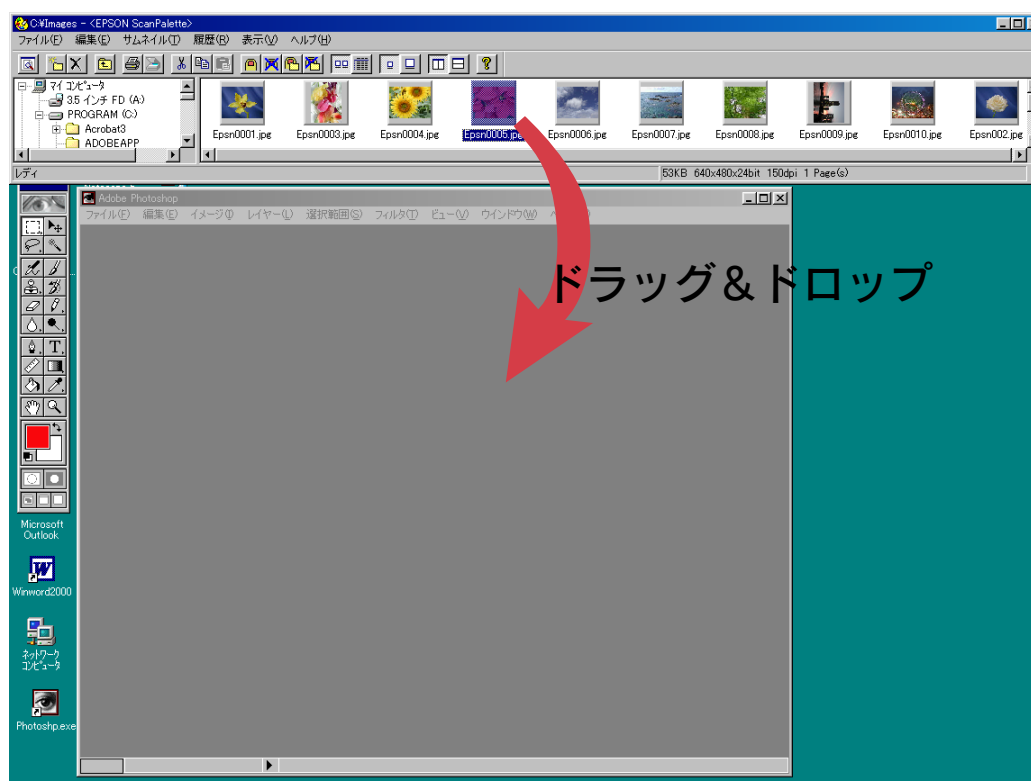 C:¥Images - <EPSON ScanPalette>
ファイル(F) 編集(E) サムネイル(T) 履歴(R) 表示(V) ヘルプ(H)
マイ コンピュータ
3.5 インチ FD (A:)
PROGRAM (C:)
Acrobat3
ADOBEAPP
Epsn0001.jpg Epsn0003.jpg Epsn0004.jpg Epsn0005.jpg Epsn0006.jpg Epsn0007.jpg Epsn0008.jpg Epsn0009.jpg Epsn0010.jpg Epsn002.jpg
レディ
53KB 640x480x24bit 150dpi 1 Page(s)
Adobe Photoshop
ファイル(F) 編集(E) イメージ(I) レイヤー(L) 選択範囲(S) フィルタ(T) ビュー(V) ウインドウ(W)
ドラッグ&ドロップ
Microsoft
Outlook
Winword2000
ネットワーク
コンピュータ
Photoshp.exe